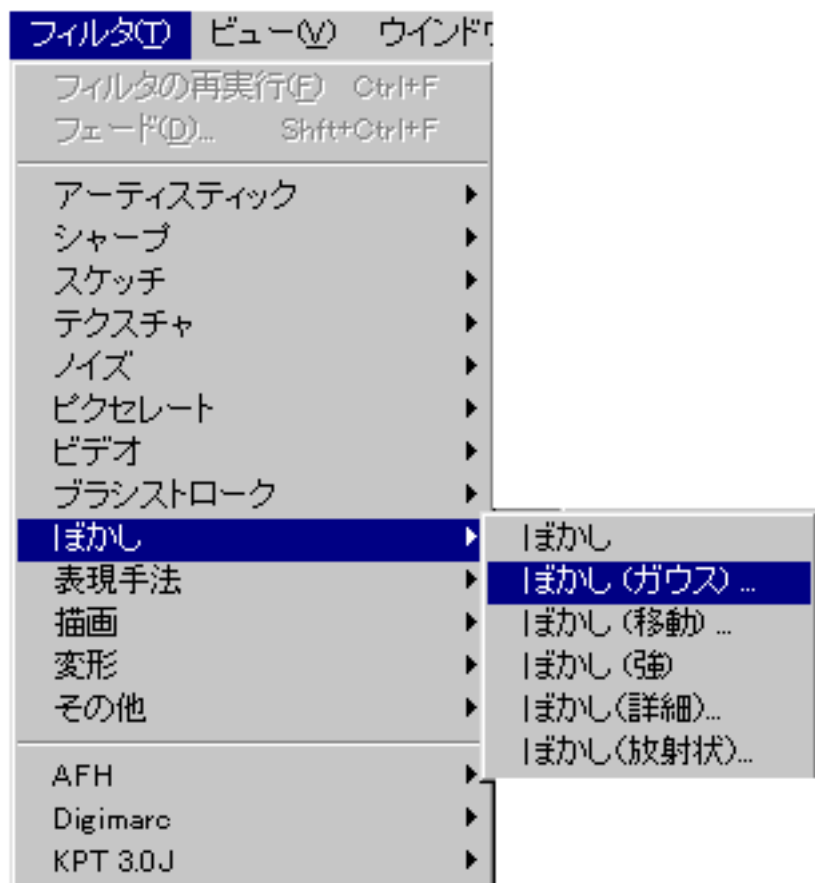 フィルタ(T) ビュー(V) ウインドウ
フィルタの再実行(F) Ctrl+F
フェード(D)... Shft+Ctrl+F
アーティスティック
シャープ
スケッチ
テクスチャ
ノイズ
ピクセレート
ビデオ
ブラシストローク
ぼかし
ぼかし
ぼかし (ガウス) ...
ぼかし (移動) ...
ぼかし (強)
ぼかし(詳細)...
ぼかし(放射状)...
表現手法
描画
変形
その他
AFH
Digimarc
KPT 3.0J